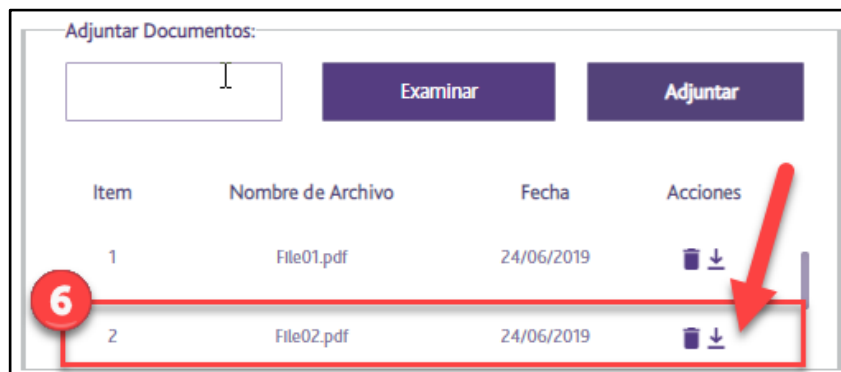 Adjuntar Documentos:
Examinar Adjuntar
Item Nombre de Archivo Fecha Acciones
1 File01.pdf 24/06/2019
6
2 File02.pdf 24/06/2019